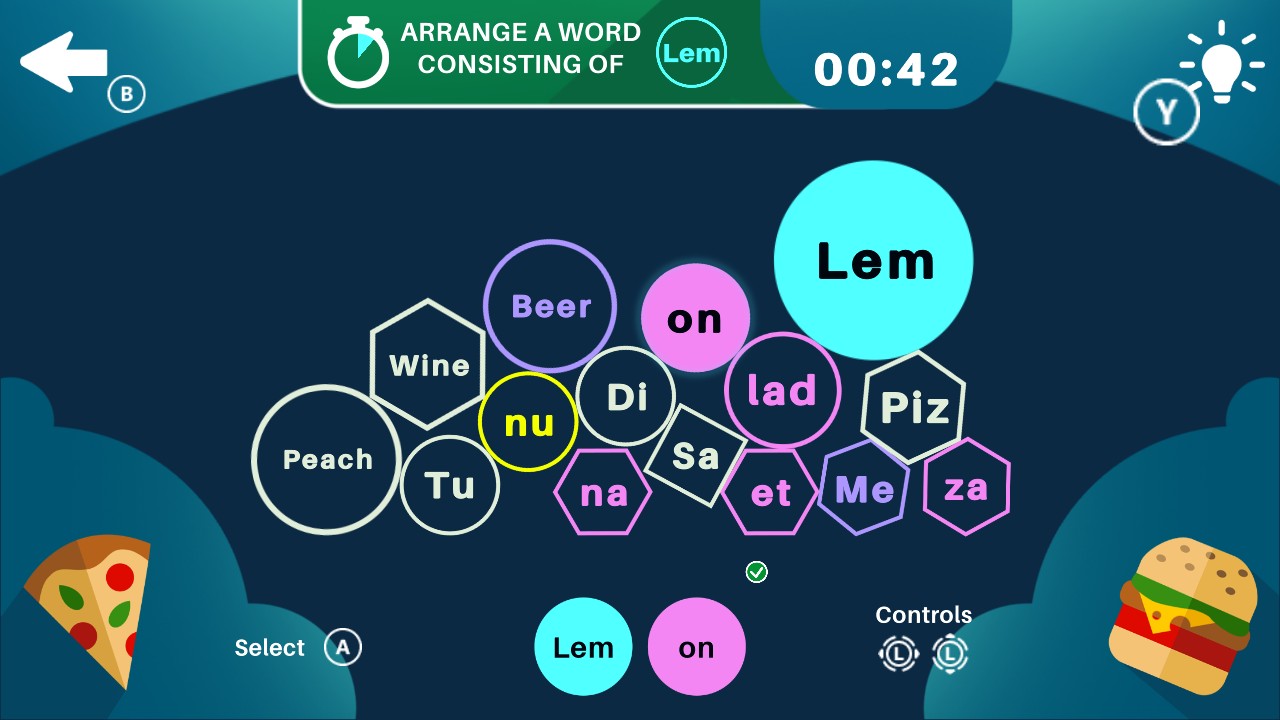 ARRANGE A WORD
CONSISTING OF
Lem
00:42
B
Y
Lem
Beer
on
Wine
Di
lad
Piz
nu
Peach
Tu
Sa
na
et
Me
za
Controls
Select A
Lem on
L L